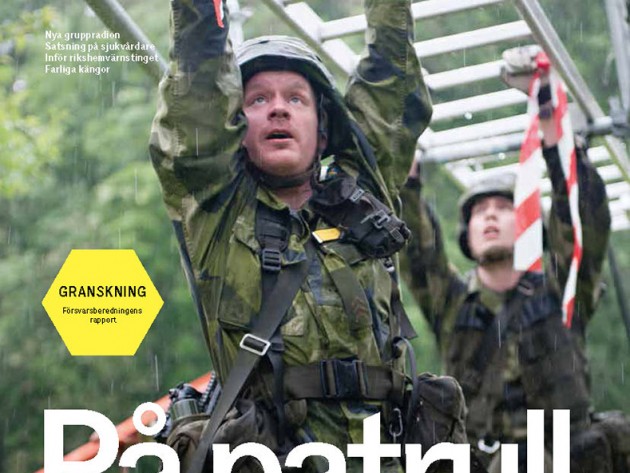 Nya gruppradion
Satsning på sjukvårdare
Inför rikshemvärnstinget
Farliga kängor
GRANSKNING
Försvarsberedningens
rapport
På patrull